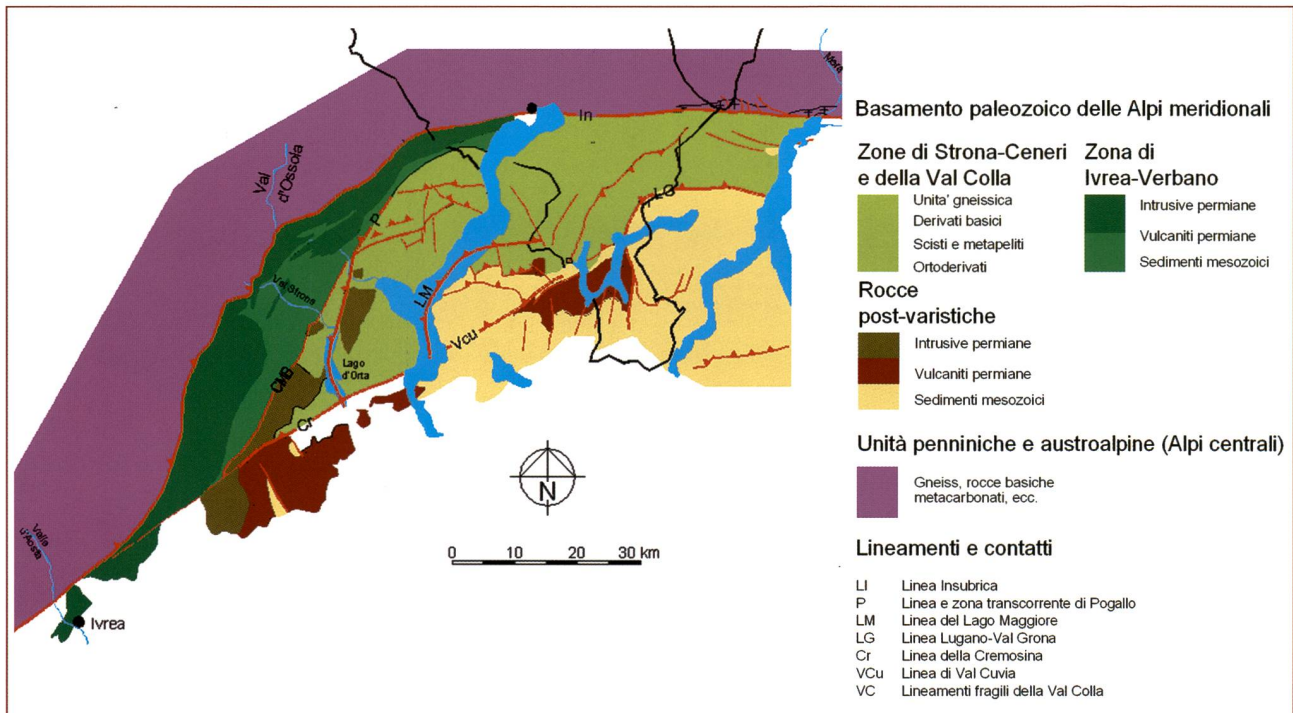 In
Mera
Val
d'Ossola
P
LG
LM
Val Strona
Vcu
Lago
d'Orta
CMB
Cr
N
0 10 20 30 km
Valle
d'Aosta
Ivrea
Basamento paleozoico delle Alpi meridionali
Zone di Strona-Ceneri
e della Val Colla
Unita' gneissica
Derivati basici
Scisti e metapeliti
Ortoderivati
Zona di
Ivrea-Verbano
Intrusive permiane
Vulcaniti permiane
Sedimenti mesozoici
Rocce
post-varistiche
Intrusive permiane
Vulcaniti permiane
Sedimenti mesozoici
Unità penniniche e austroalpine (Alpi centrali)
Gneiss, rocce basiche
metacarbonati, ecc.
Lineamenti e contatti
LI Linea Insubrica
P Linea e zona transcorrente di Pogallo
LM Linea del Lago Maggiore
LG Linea Lugano-Val Grona
Cr Linea della Cremosina
VCu Linea di Val Cuvia
VC Lineamenti fragili della Val Colla